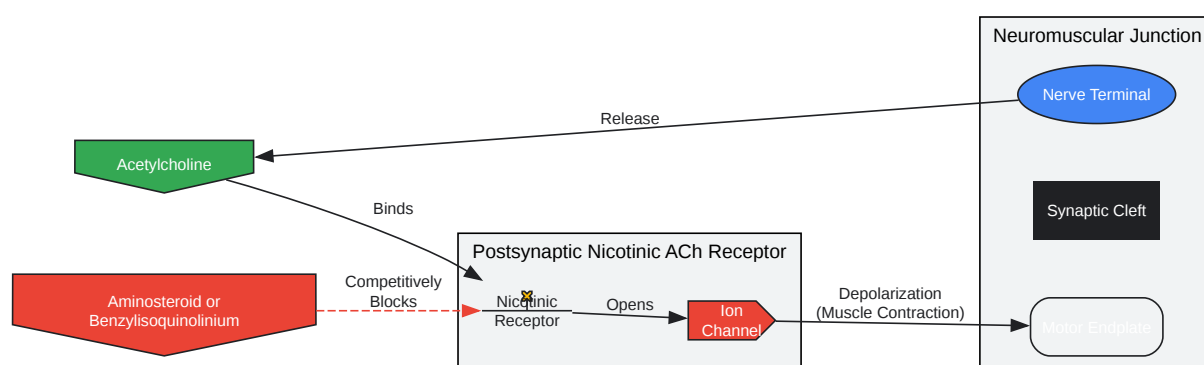 Neuromuscular Junction
Nerve Terminal
Release
Acetylcholine
Synaptic Cleft
Binds
Postsynaptic Nicotinic ACh Receptor
Aminosteroid or
Benzylisoquinolinium
Competitively
Blocks
Nicotinic
Receptor
Opens
Ion
Channel
Depolarization
(Muscle Contraction)
Motor Endplate